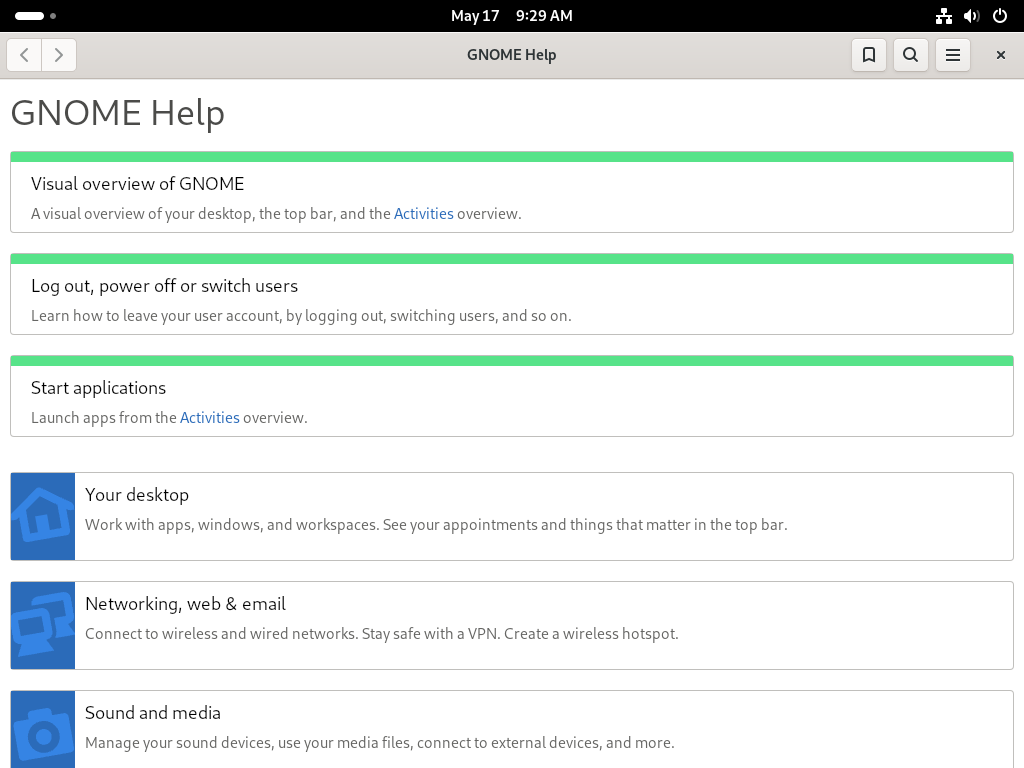 May 17 9:29 AM
GNOME Help
GNOME Help
Visual overview of GNOME
A visual overview of your desktop, the top bar, and the Activities overview.
Log out, power off or switch users
Learn how to leave your user account, by logging out, switching users, and so on.
Start applications
Launch apps from the Activities overview.
Your desktop
Work with apps, windows, and workspaces. See your appointments and things that matter in the top bar.
Networking, web & email
Connect to wireless and wired networks. Stay safe with a VPN. Create a wireless hotspot.
Sound and media
Manage your sound devices, use your media files, connect to external devices, and more.